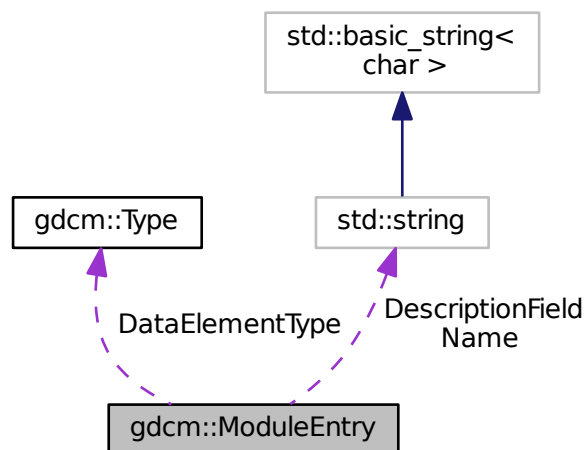 std::basic_string<
char >
gdcm::Type
std::string
DataElementType
DescriptionField
Name
gdcm::ModuleEntry